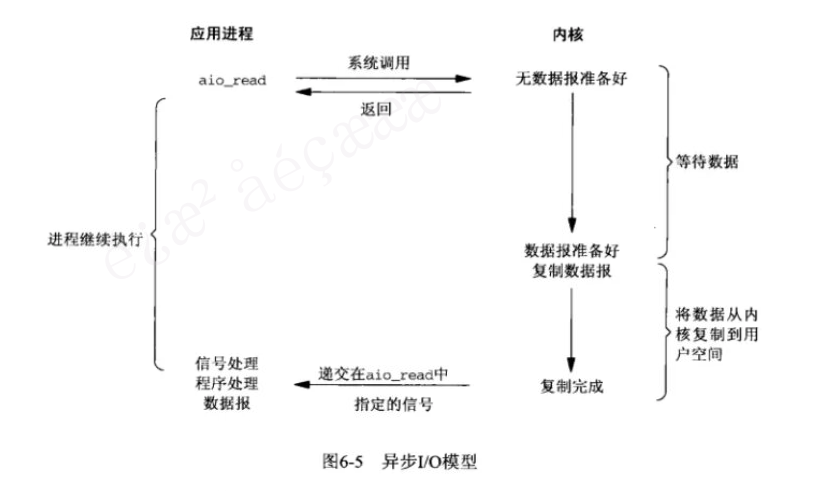 应用进程
内核
系统调用
aio_read
无数据报准备好
返回
等待数据
进程继续执行
数据报准备好
复制数据报
将数据从内
核复制到用
户空间
信号处理
程序处理
数据报
递交在aio_read中
指定的信号
复制完成
图6-5 异步I/O模型